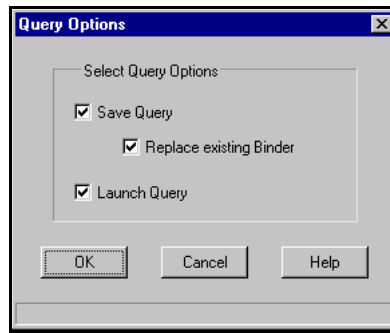 Query Options
Select Query Options
Save Query
Replace existing Binder
Launch Query
OK Cancel Help